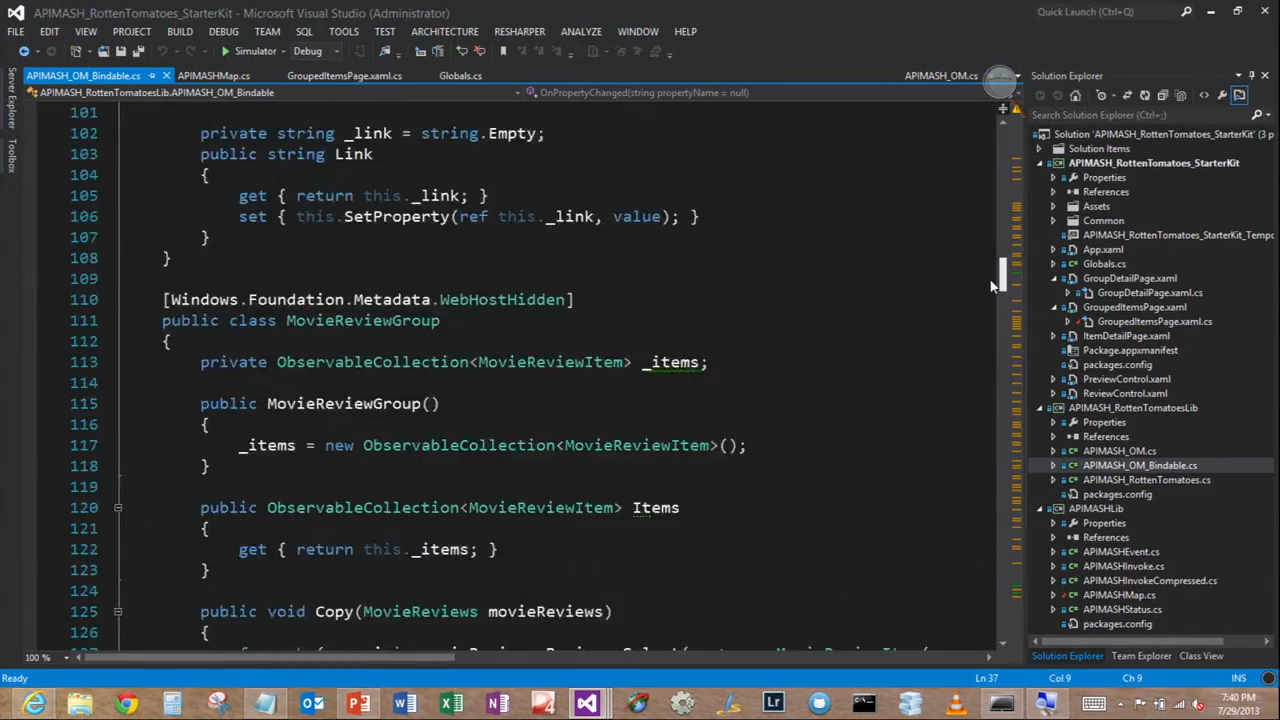 APIMASH_RottenTomatoes_StarterKit - Microsoft Visual Studio (Administrator)
Quick Launch (Ctrl+Q)
FILE EDIT VIEW PROJECT BUILD DEBUG TEAM SQL TOOLS TEST ARCHITECTURE RESHARPER ANALYZE WINDOW HELP
Simulator Debug
APIMASH_OM_Bindable.cs APIMASHMap.cs GroupedItemsPage.xaml.cs Globals.cs APIMASH_OM.cs
APIMASH_RottenTomatoesLib.APIMASH_OM_Bindable OnPropertyChanged(string propertyName = null)
Server Explorer
Toolbox
101
102 private string _link = string.Empty;
103 public string Link
104 {
105 get { return this._link; }
106 set { this.SetProperty(ref this._link, value); }
107 }
108 }
109
110 [Windows.Foundation.Metadata.WebHostHidden]
111 public class MovieReviewGroup
112 {
113 private ObservableCollection<MovieReviewItem> _items;
114
115 public MovieReviewGroup()
116 {
117 _items = new ObservableCollection<MovieReviewItem>();
118 }
119
120 public ObservableCollection<MovieReviewItem> Items
121 {
122 get { return this._items; }
123 }
124
125 public void Copy(MovieReviews movieReviews)
126 {
100 %
Solution Explorer
Search Solution Explorer (Ctrl+;)
Solution 'APIMASH_RottenTomatoes_StarterKit'
Solution Items
APIMASH_RottenTomatoes_StarterKit
Properties
References
Assets
Common
APIMASH_RottenTomatoes_StarterKit_Tempo
App.xaml
Globals.cs
GroupDetailPage.xaml
GroupDetailPage.xaml.cs
GroupedItemsPage.xaml
GroupedItemsPage.xaml.cs
ItemDetailPage.xaml
Package.appxmanifest
packages.config
PreviewControl.xaml
ReviewControl.xaml
APIMASH_RottenTomatoesLib
Properties
References
APIMASH_OM.cs
APIMASH_OM_Bindable.cs
APIMASH_RottenTomatoes.cs
packages.config
APIMASHLib
Properties
References
APIMASHEvent.cs
APIMASHInvoke.cs
APIMASHInvokeCompressed.cs
APIMASHMap.cs
APIMASHStatus.cs
packages.config
Solution Explorer Team Explorer Class View
Ready Ln 37 Col 9 Ch 9 INS
Lr
7:40 PM
7/29/2013